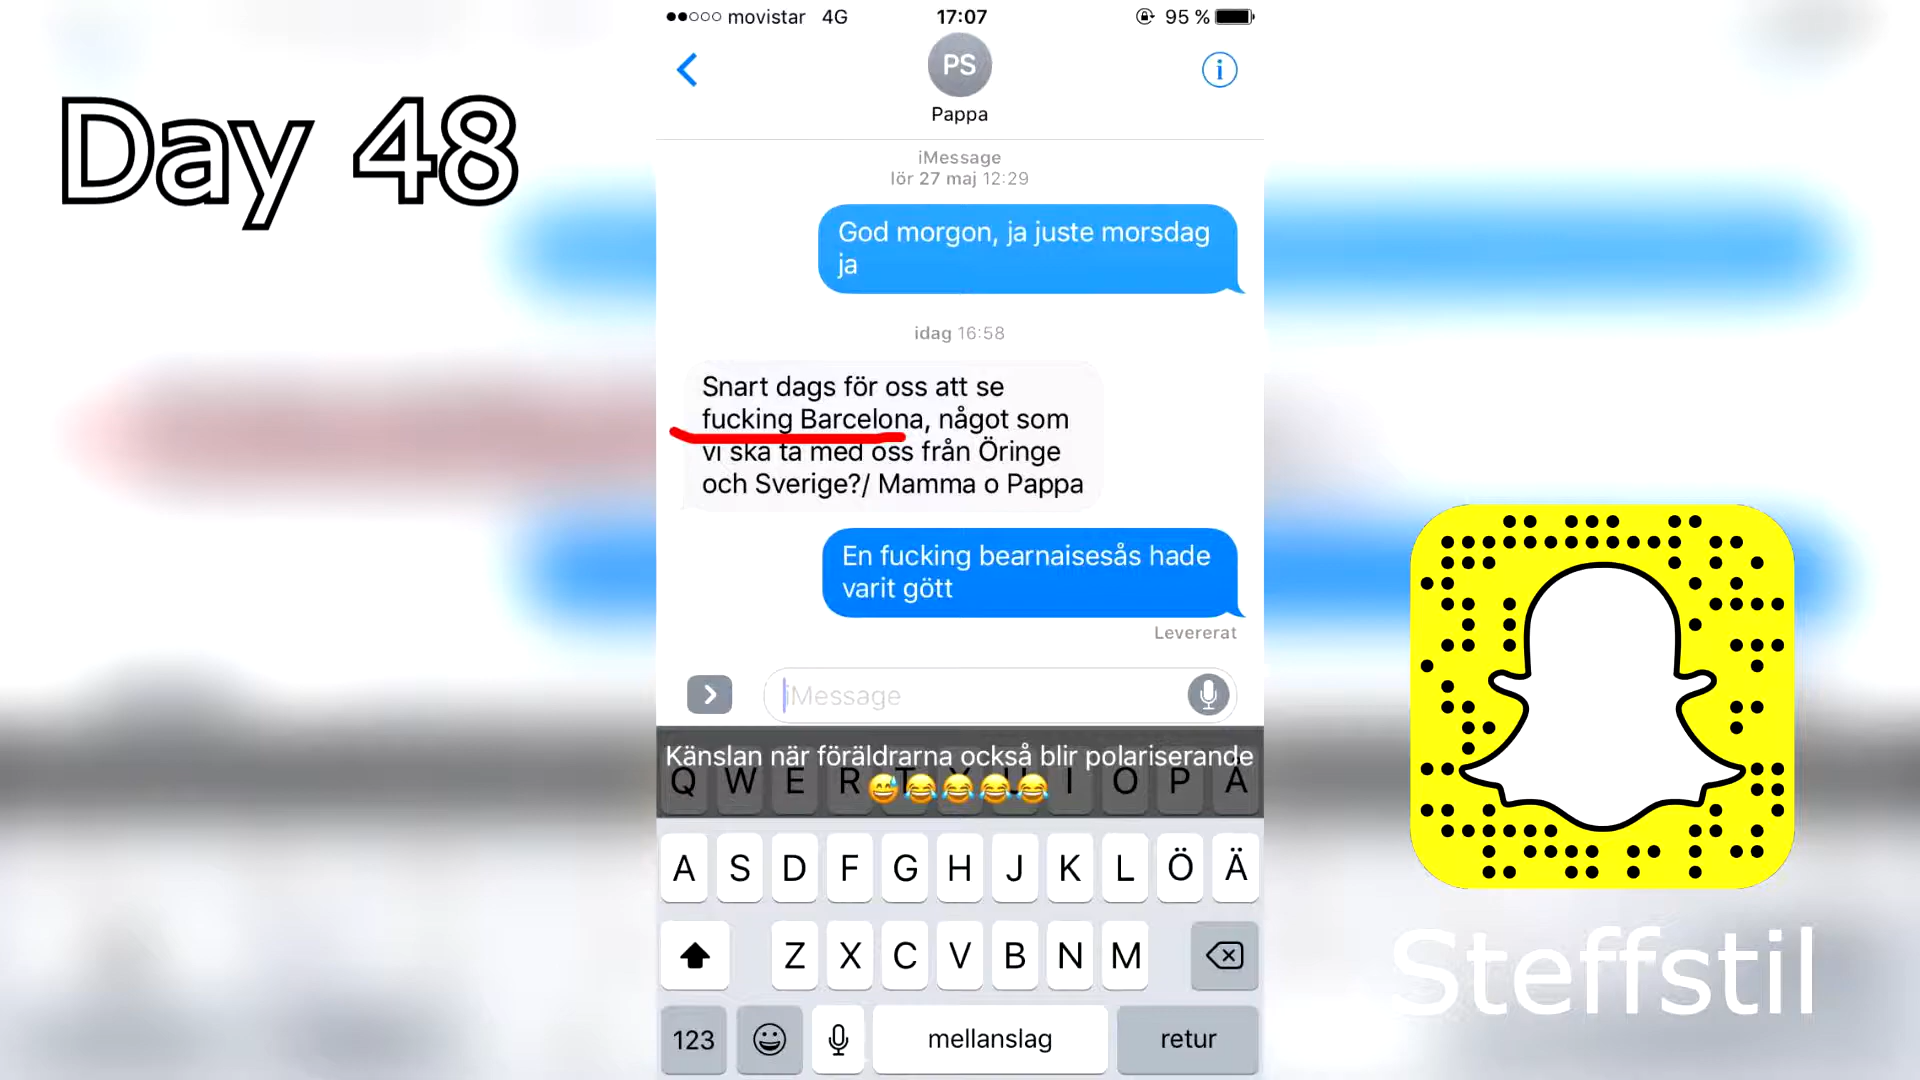 Day 48
movistar 4G 17:07 95 %
PS
Pappa
iMessage
lör 27 maj 12:29
God morgon, ja juste morsdag
ja
idag 16:58
Snart dags för oss att se
fucking Barcelona, något som
vi ska ta med oss från Öringe
och Sverige?/ Mamma o Pappa
En fucking bearnaisesås hade
varit gött
Levererat
iMessage
Känslan när föräldrarna också blir polariserande
😅😂😂😂😂
Q W E R T Y U I O P Å
A S D F G H J K L Ö Ä
Z X C V B N M
123 mellanslag retur
Steffstil